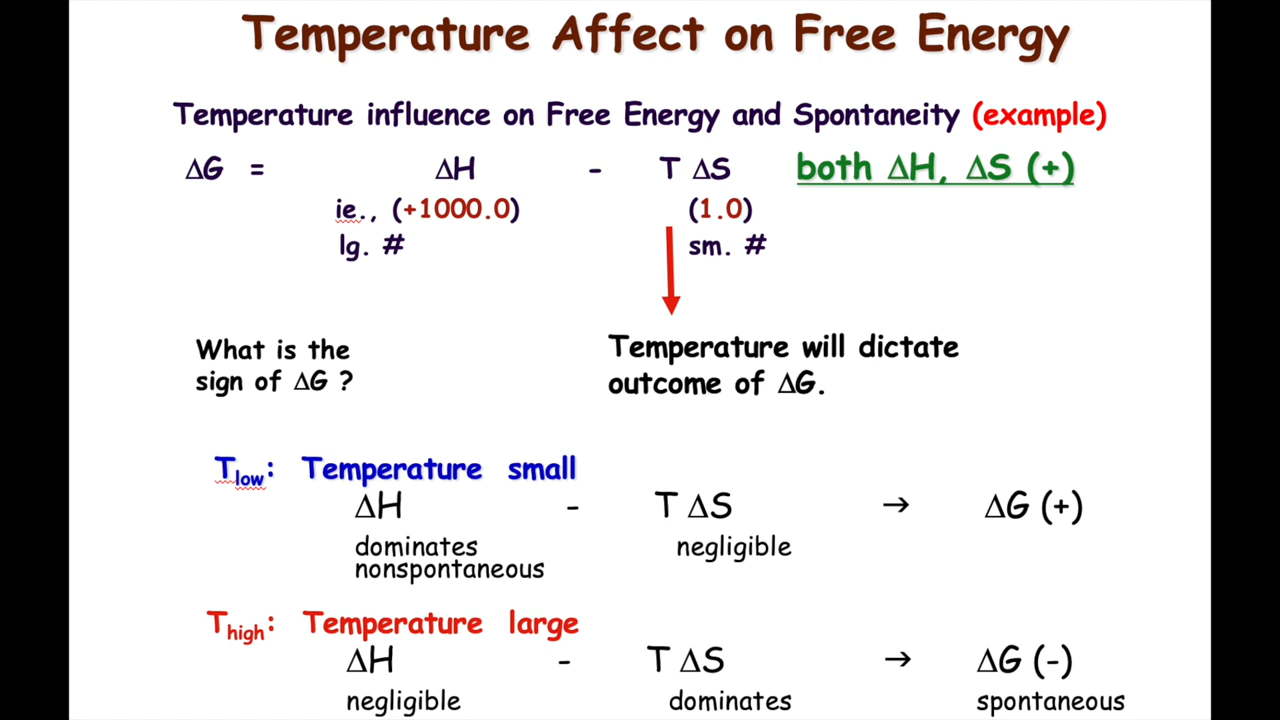 Temperature Affect on Free Energy
Temperature influence on Free Energy and Spontaneity (example)
ΔG = ΔH - T ΔS both ΔH, ΔS (+)
ie., (+1000.0) (1.0)
lg. # sm. #
What is the
sign of ΔG ?
Temperature will dictate
outcome of ΔG.
Tlow: Temperature small
ΔH - T ΔS → ΔG (+)
dominates negligible
nonspontaneous
Thigh: Temperature large
ΔH - T ΔS → ΔG (-)
negligible dominates spontaneous